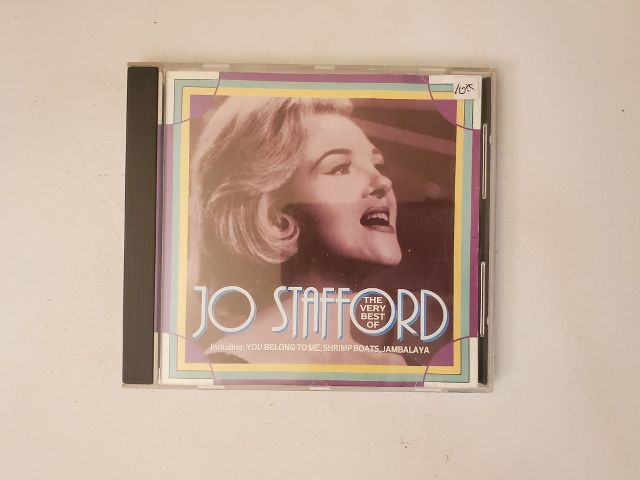 JO STAFFORD
THE
VERY
BEST
OF
Including: YOU BELONG TO ME, SHRIMP BOATS, JAMBALAYA